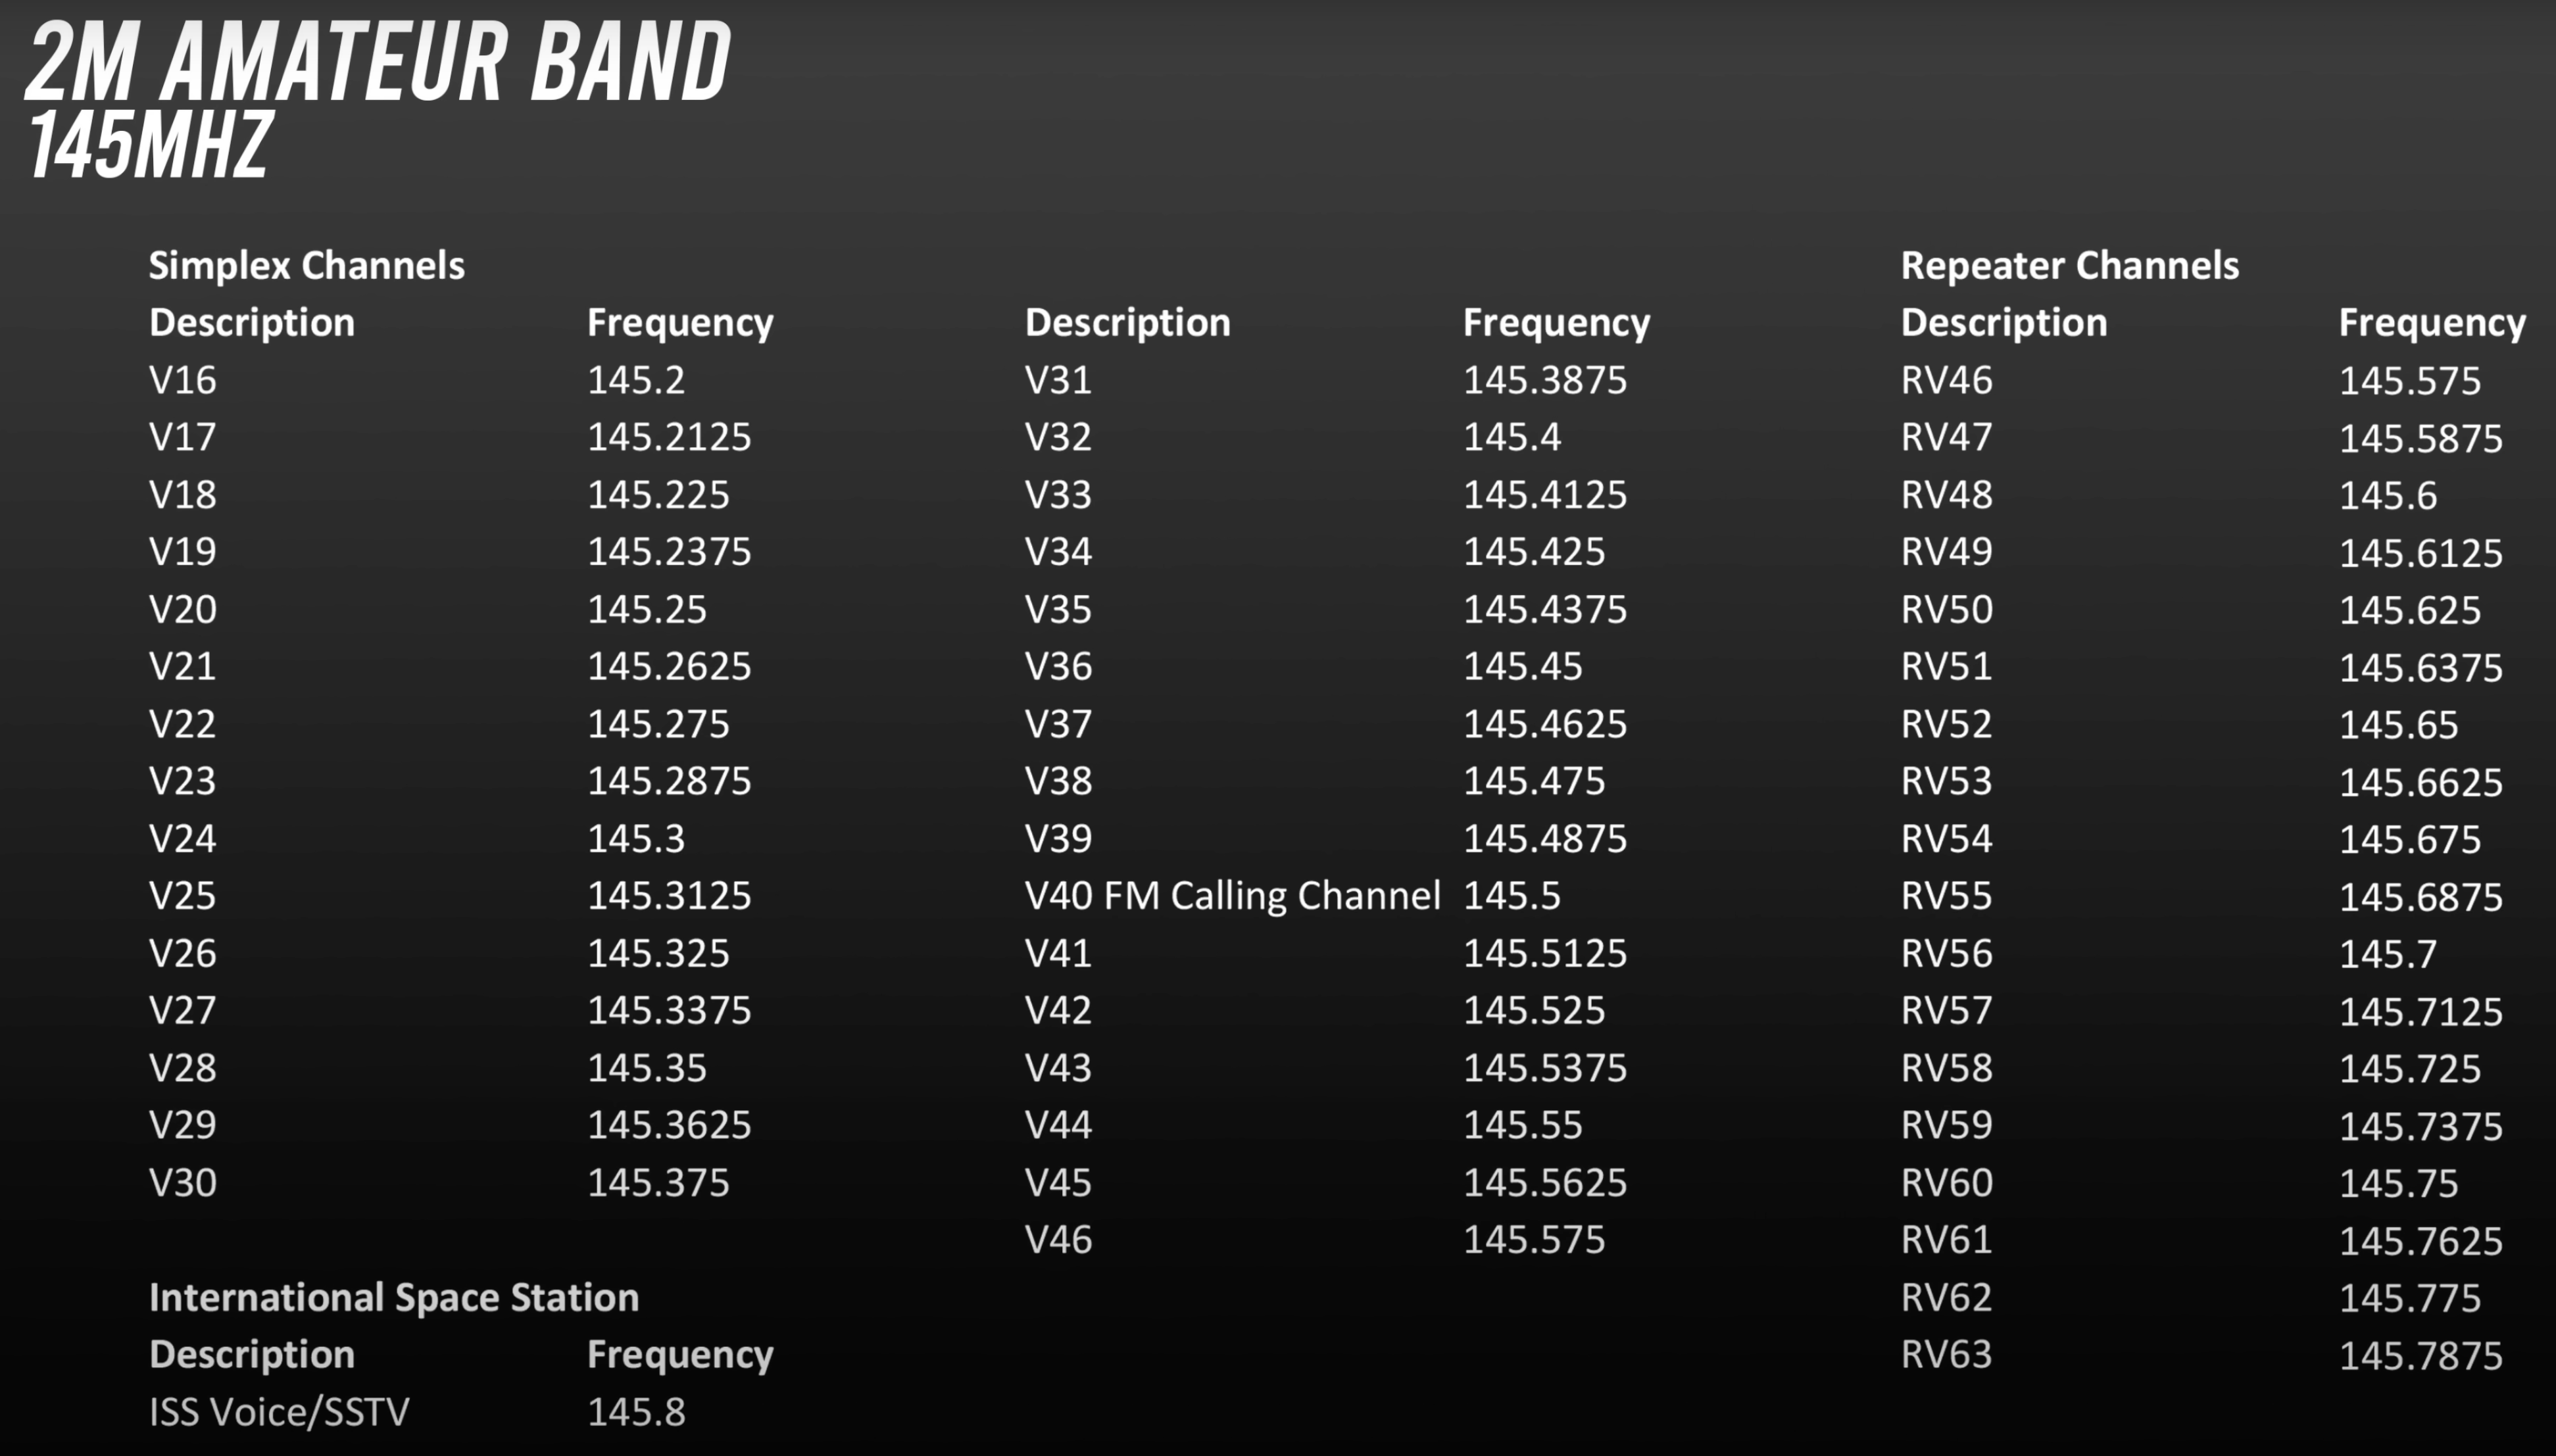 2M AMATEUR BAND
145MHZ
Simplex Channels Repeater Channels
Description Frequency Description Frequency Description Frequency
V16 145.2 V31 145.3875 RV46 145.575
V17 145.2125 V32 145.4 RV47 145.5875
V18 145.225 V33 145.4125 RV48 145.6
V19 145.2375 V34 145.425 RV49 145.6125
V20 145.25 V35 145.4375 RV50 145.625
V21 145.2625 V36 145.45 RV51 145.6375
V22 145.275 V37 145.4625 RV52 145.65
V23 145.2875 V38 145.475 RV53 145.6625
V24 145.3 V39 145.4875 RV54 145.675
V25 145.3125 V40 FM Calling Channel 145.5 RV55 145.6875
V26 145.325 V41 145.5125 RV56 145.7
V27 145.3375 V42 145.525 RV57 145.7125
V28 145.35 V43 145.5375 RV58 145.725
V29 145.3625 V44 145.55 RV59 145.7375
V30 145.375 V45 145.5625 RV60 145.75
V46 145.575 RV61 145.7625
International Space Station RV62 145.775
Description Frequency RV63 145.7875
ISS Voice/SSTV 145.8